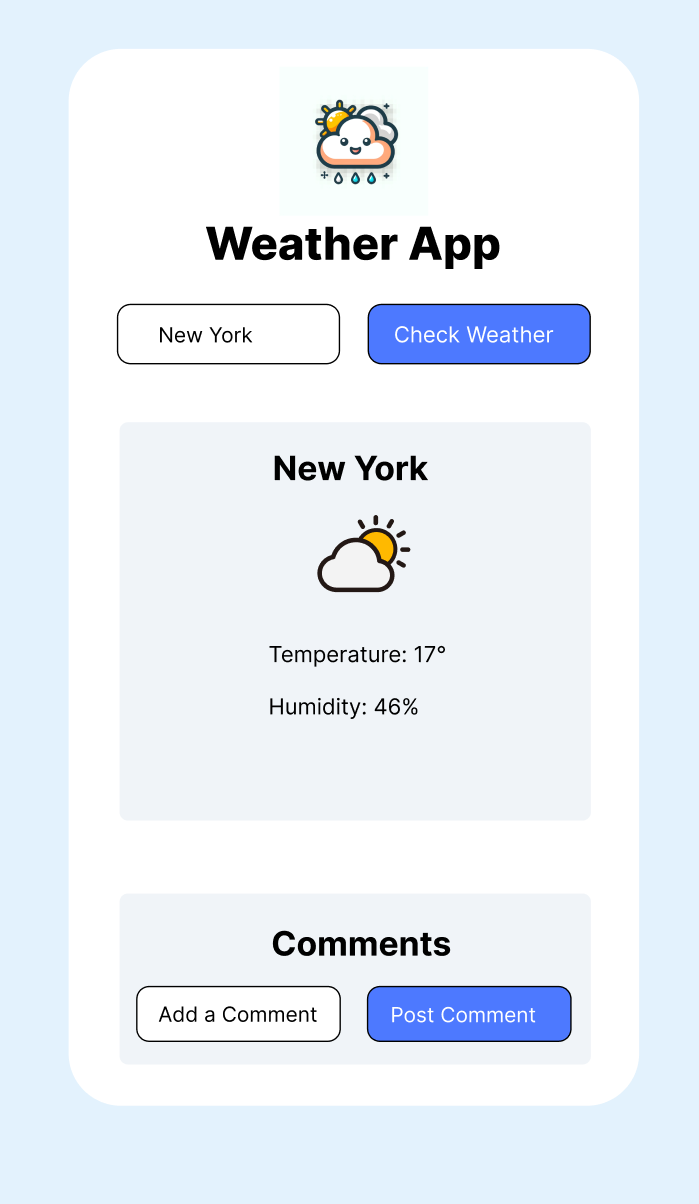 Weather App
New York
Check Weather
New York
Temperature: 17°
Humidity: 46%
Comments
Add a Comment
Post Comment